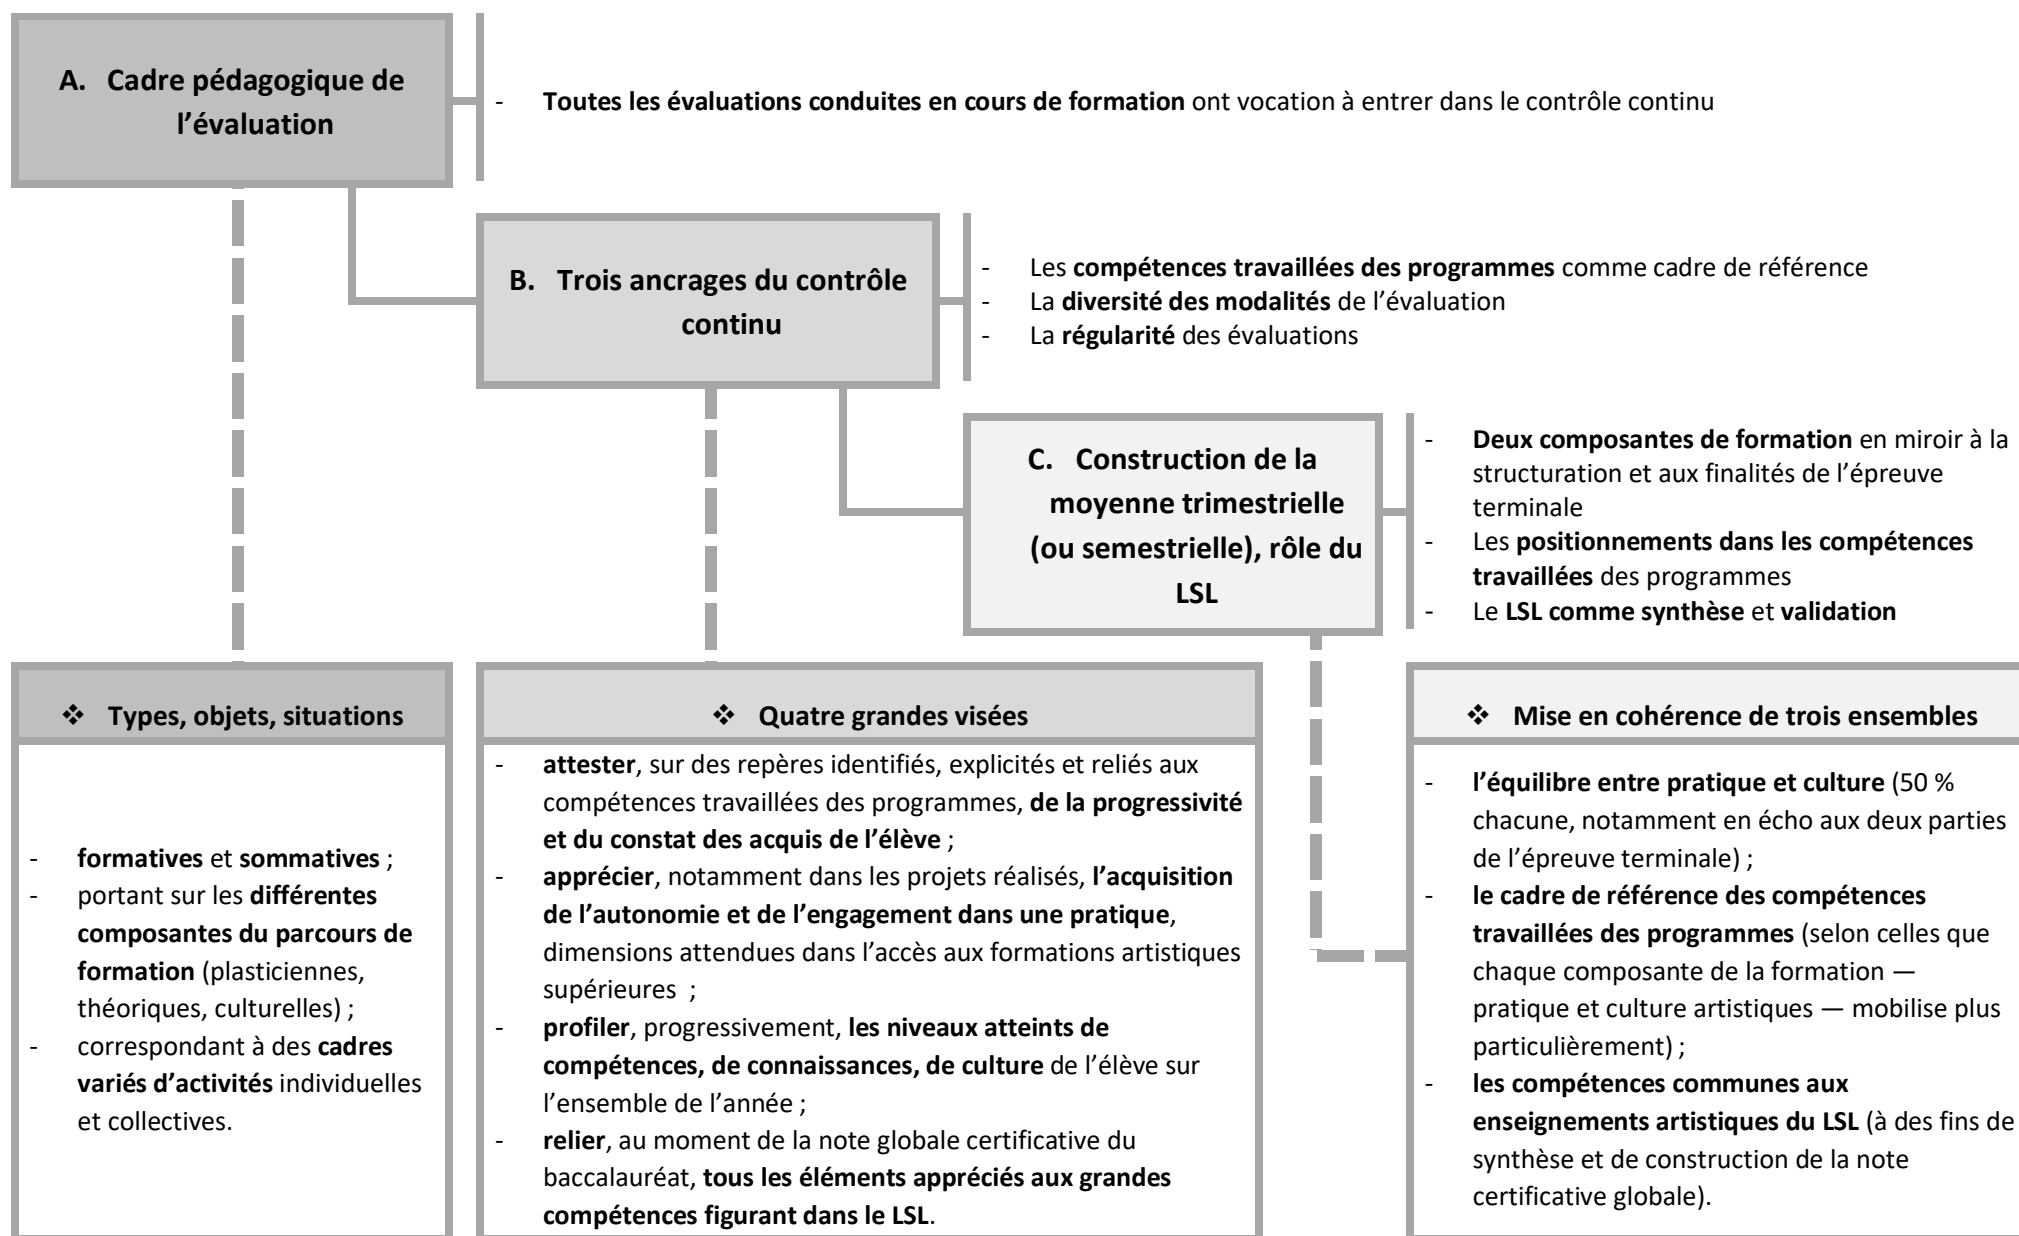 A. Cadre pédagogique de
l’évaluation
- Toutes les évaluations conduites en cours de formation ont vocation à entrer dans le contrôle continu
B. Trois ancrages du contrôle
continu
- Les compétences travaillées des programmes comme cadre de référence
- La diversité des modalités de l’évaluation
- La régularité des évaluations
C. Construction de la
moyenne trimestrielle
(ou semestrielle), rôle du
LSL
- Deux composantes de formation en miroir à la
structuration et aux finalités de l’épreuve
terminale
- Les positionnements dans les compétences
travaillées des programmes
- Le LSL comme synthèse et validation
❖ Types, objets, situations
- formatives et sommatives ;
- portant sur les différentes
composantes du parcours de
formation (plasticiennes,
théoriques, culturelles) ;
- correspondant à des cadres
variés d’activités individuelles
et collectives.
❖ Quatre grandes visées
- attester, sur des repères identifiés, explicités et reliés aux
compétences travaillées des programmes, de la progressivité
et du constat des acquis de l’élève ;
- apprécier, notamment dans les projets réalisés, l’acquisition
de l’autonomie et de l’engagement dans une pratique,
dimensions attendues dans l’accès aux formations artistiques
supérieures ;
- profiler, progressivement, les niveaux atteints de
compétences, de connaissances, de culture de l’élève sur
l’ensemble de l’année ;
- relier, au moment de la note globale certificative du
baccalauréat, tous les éléments appréciés aux grandes
compétences figurant dans le LSL.
❖ Mise en cohérence de trois ensembles
- l’équilibre entre pratique et culture (50 %
chacune, notamment en écho aux deux parties
de l’épreuve terminale) ;
- le cadre de référence des compétences
travaillées des programmes (selon celles que
chaque composante de la formation —
pratique et culture artistiques — mobilise plus
particulièrement) ;
- les compétences communes aux
enseignements artistiques du LSL (à des fins de
synthèse et de construction de la note
certificative globale).